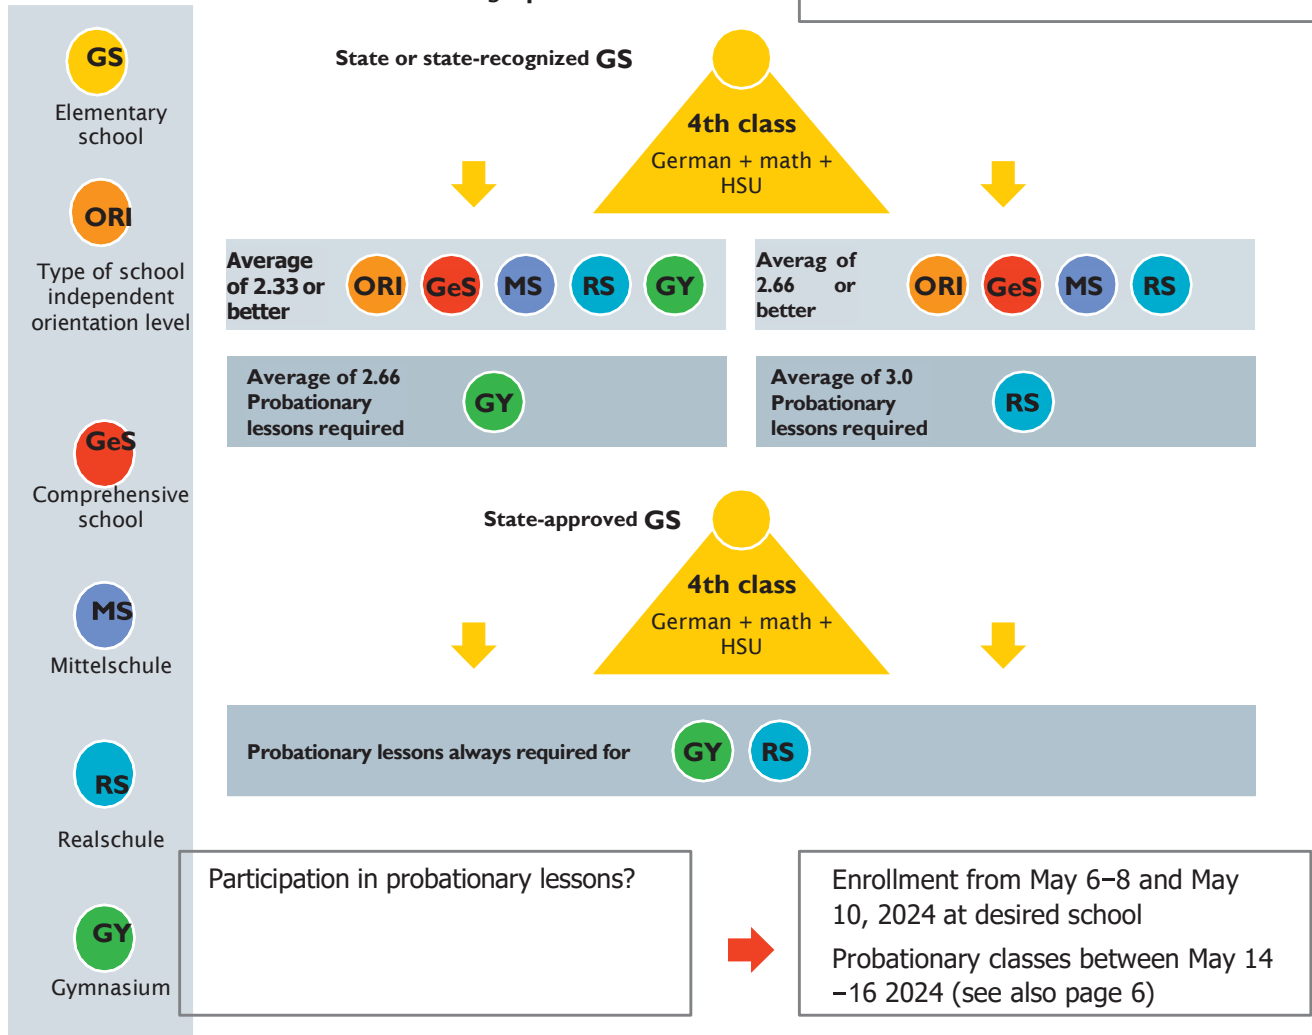 GS
Elementary
school
ORI
Type of school
independent
orientation level
GeS
Comprehensive
school
MS
Mittelschule
RS
Realschule
GY
Gymnasium
State or state-recognized GS
4th class
German + math +
HSU
Average
of 2.33 or
better
ORI GeS MS RS GY
Averag of
2.66 or
better
ORI GeS MS RS
Average of 2.66
Probationary
lessons required
GY
Average of 3.0
Probationary
lessons required
RS
State-approved GS
4th class
German + math +
HSU
Probationary lessons always required for GY RS
Participation in probationary lessons?
Enrollment from May 6–8 and May
10, 2024 at desired school
Probationary classes between May 14
–16 2024 (see also page 6)